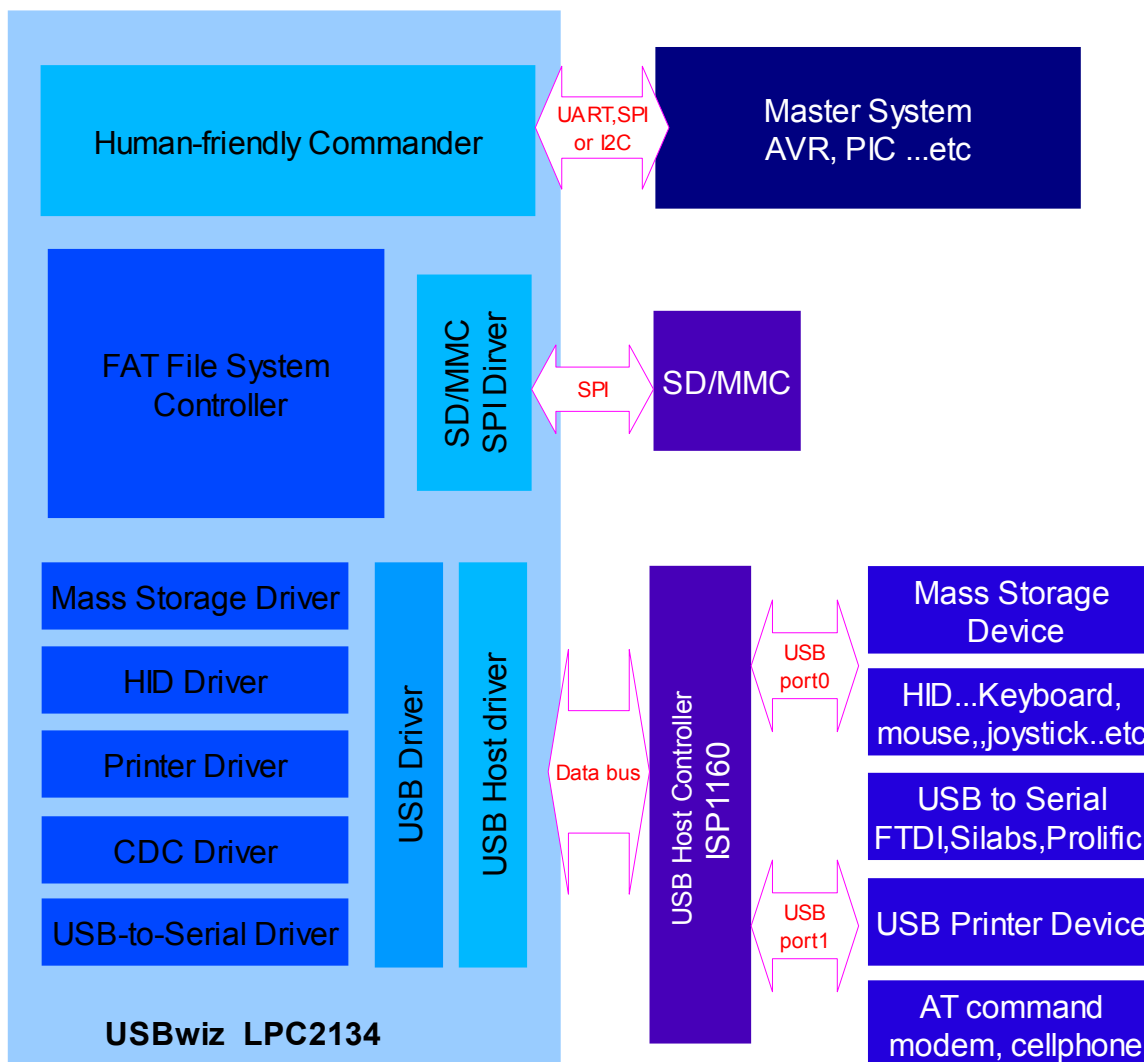 Human-friendly Commander
UART,SPI
or I2C
Master System
AVR, PIC ...etc
FAT File System
Controller
SD/MMC
SPI Dirver
SPI
SD/MMC
Mass Storage Driver
HID Driver
Printer Driver
CDC Driver
USB-to-Serial Driver
USB Driver
USB Host driver
Data bus
USB Host Controller
ISP1160
USB
port0
USB
port1
Mass Storage
Device
HID...Keyboard,
mouse,,joystick..etc
USB to Serial
FTDI,Silabs,Prolific
USB Printer Device
AT command
modem, cellphone
USBwiz LPC2134